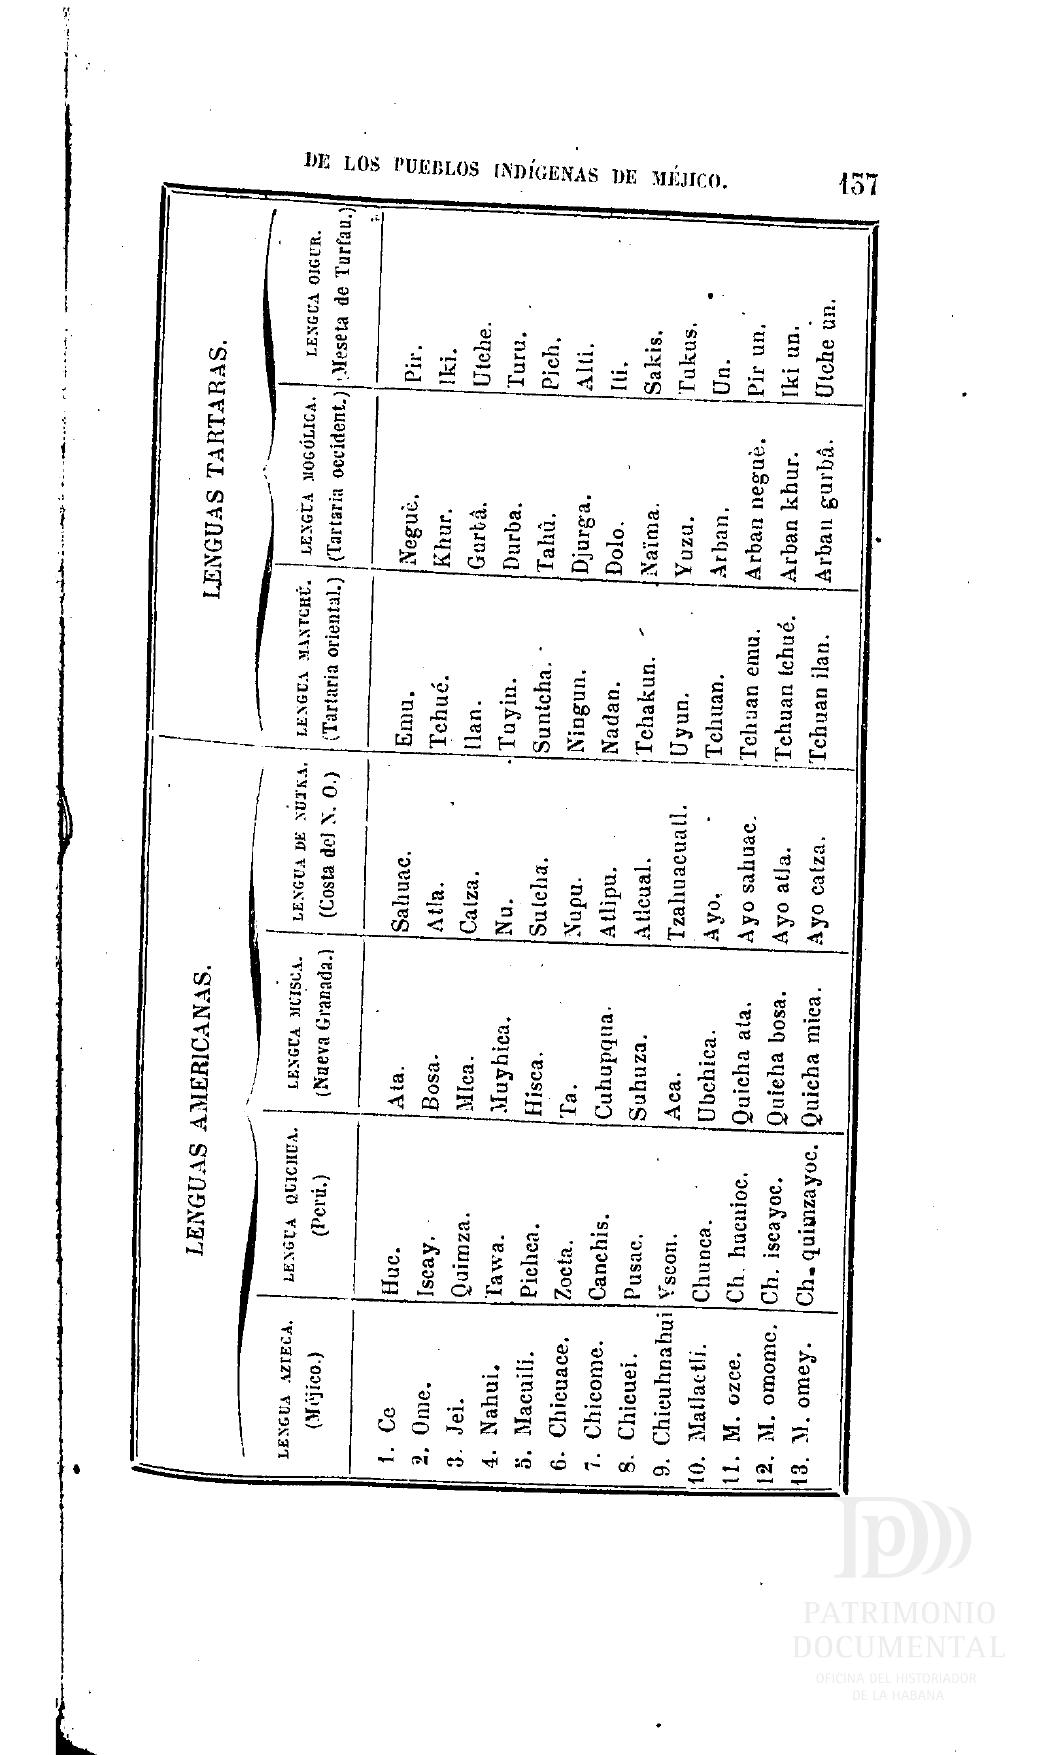 DE LOS PUEBLOS INDÍGENAS DE MÉJICO. 157
LENGUAS AMERICANAS. LENGUAS TARTARAS.
LENGUA AZTECA. LENGUA QUICHUA. LENGUA MUISCA. LENGUA DE NUTKA. LENGUA MANTCHÚ. LENGUA MOGÓLICA. LENGUA OIGUR.
(Méjico.) (Perú.) (Nueva Granada.) (Costa del N. O.) (Tartaria oriental.) (Tartaria occident.) (Meseta de Turfau.)
1. Ce Huc. Ata. Sahuac. Emu. Neguè. Pir.
2. Ome. Iscay. Bosa. Atla. Tchué. Khur. Iki.
3. Jei. Quimza. Mica. Catza. Ilan. Gurtâ. Utche.
4. Nahui. Tawa. Muyhica. Nu. Tuyin. Durba. Turu.
5. Macuili. Pichca. Hisca. Sutcha. Suntcha. Tahû. Pich.
6. Chicuace. Zocta. Ta. Nupu. Ningun. Djurga. Alti.
7. Chicome. Canchis. Cuhupqua. Atlipu. Nadan. Dolo. Iti.
8. Chicuei. Pusac. Suhuza. Atlcual. Tchakun. Naïma. Sakis.
9. Chicuhnahui Yscon. Aca. Tzahuacuatl. Uyun. Yuzu. Tukus.
10. Matlactli. Chunca. Ubchica. Ayo. Tchuan. Arban. Un.
11. M. ozce. Ch. hucnioc. Quicha ata. Ayo sahuac. Tchuan emu. Arban neguè. Pir un.
12. M. omome. Ch. iscayoc. Quicha bosa. Ayo atla. Tchuan tchué. Arban khur. Iki un.
13. M. omey. Ch. quimzayoc. Quicha mica. Ayo catza. Tchuan ilan. Arban gurbâ. Utche un.
PATRIMONIO
DOCUMENTAL
OFICINA DEL HISTORIADOR
DE LA HABANA